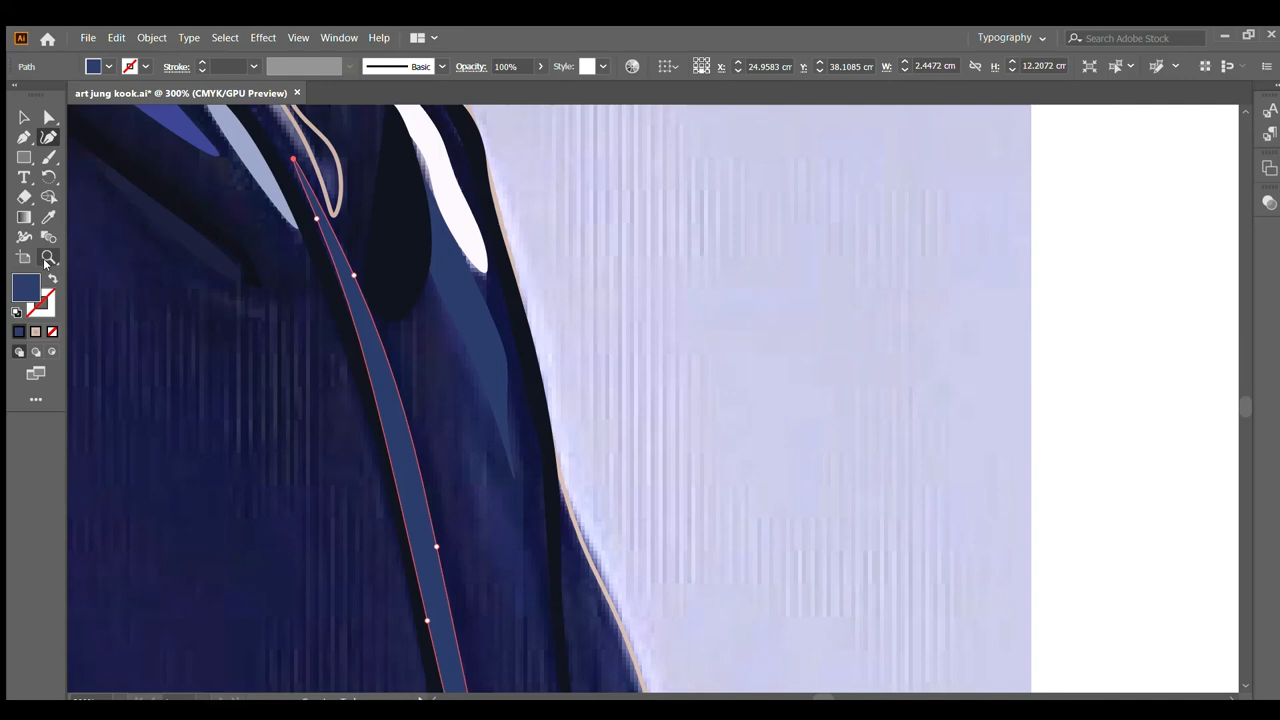 Ai File Edit Object Type Select Effect View Window Help Typography Search Adobe Stock
Path Stroke: Basic Opacity: 100% Style: X: 24.9583 cm Y: 38.1085 cm W: 2.4472 cm H: 12.2072 cm
art jung kook.ai* @ 300% (CMYK/GPU Preview)